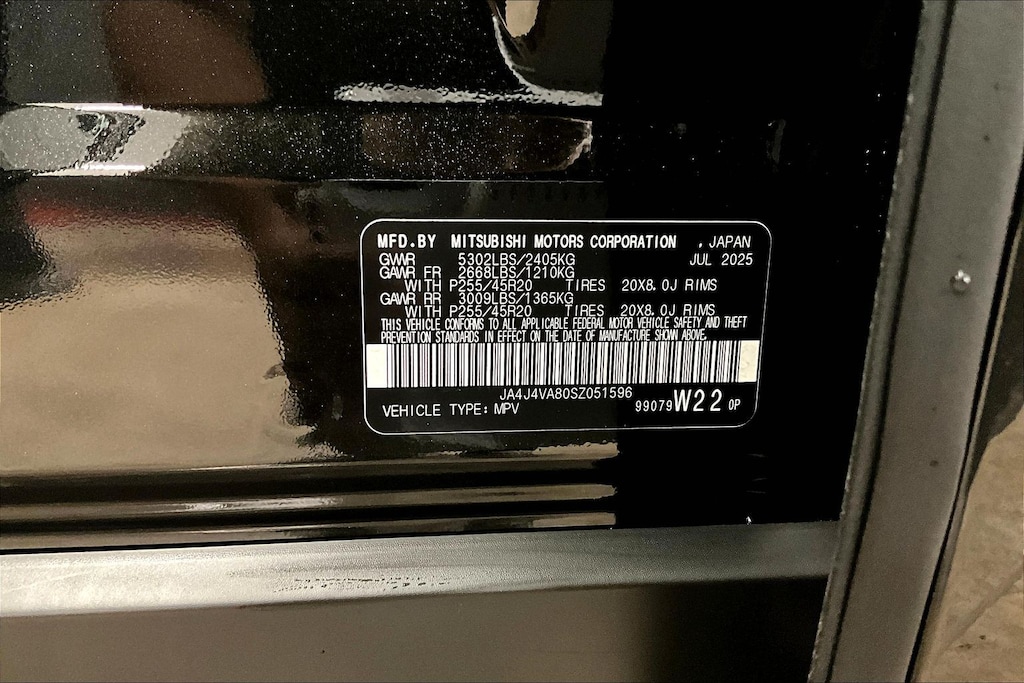 MFD.BY MITSUBISHI MOTORS CORPORATION , JAPAN
GWR 5302LBS/2405KG JUL 2025
GAWR FR 2668LBS/1210KG
WITH P255/45R20 TIRES 20X8.0J RIMS
GAWR RR 3009LBS/1365KG
WITH P255/45R20 TIRES 20X8.0J RIMS
THIS VEHICLE CONFORMS TO ALL APPLICABLE FEDERAL MOTOR VEHICLE SAFETY AND THEFT
PREVENTION STANDARDS IN EFFECT ON THE DATE OF MANUFACTURE SHOWN ABOVE.
JA4J4VA80SZ051596
VEHICLE TYPE: MPV 99079 W22 0P